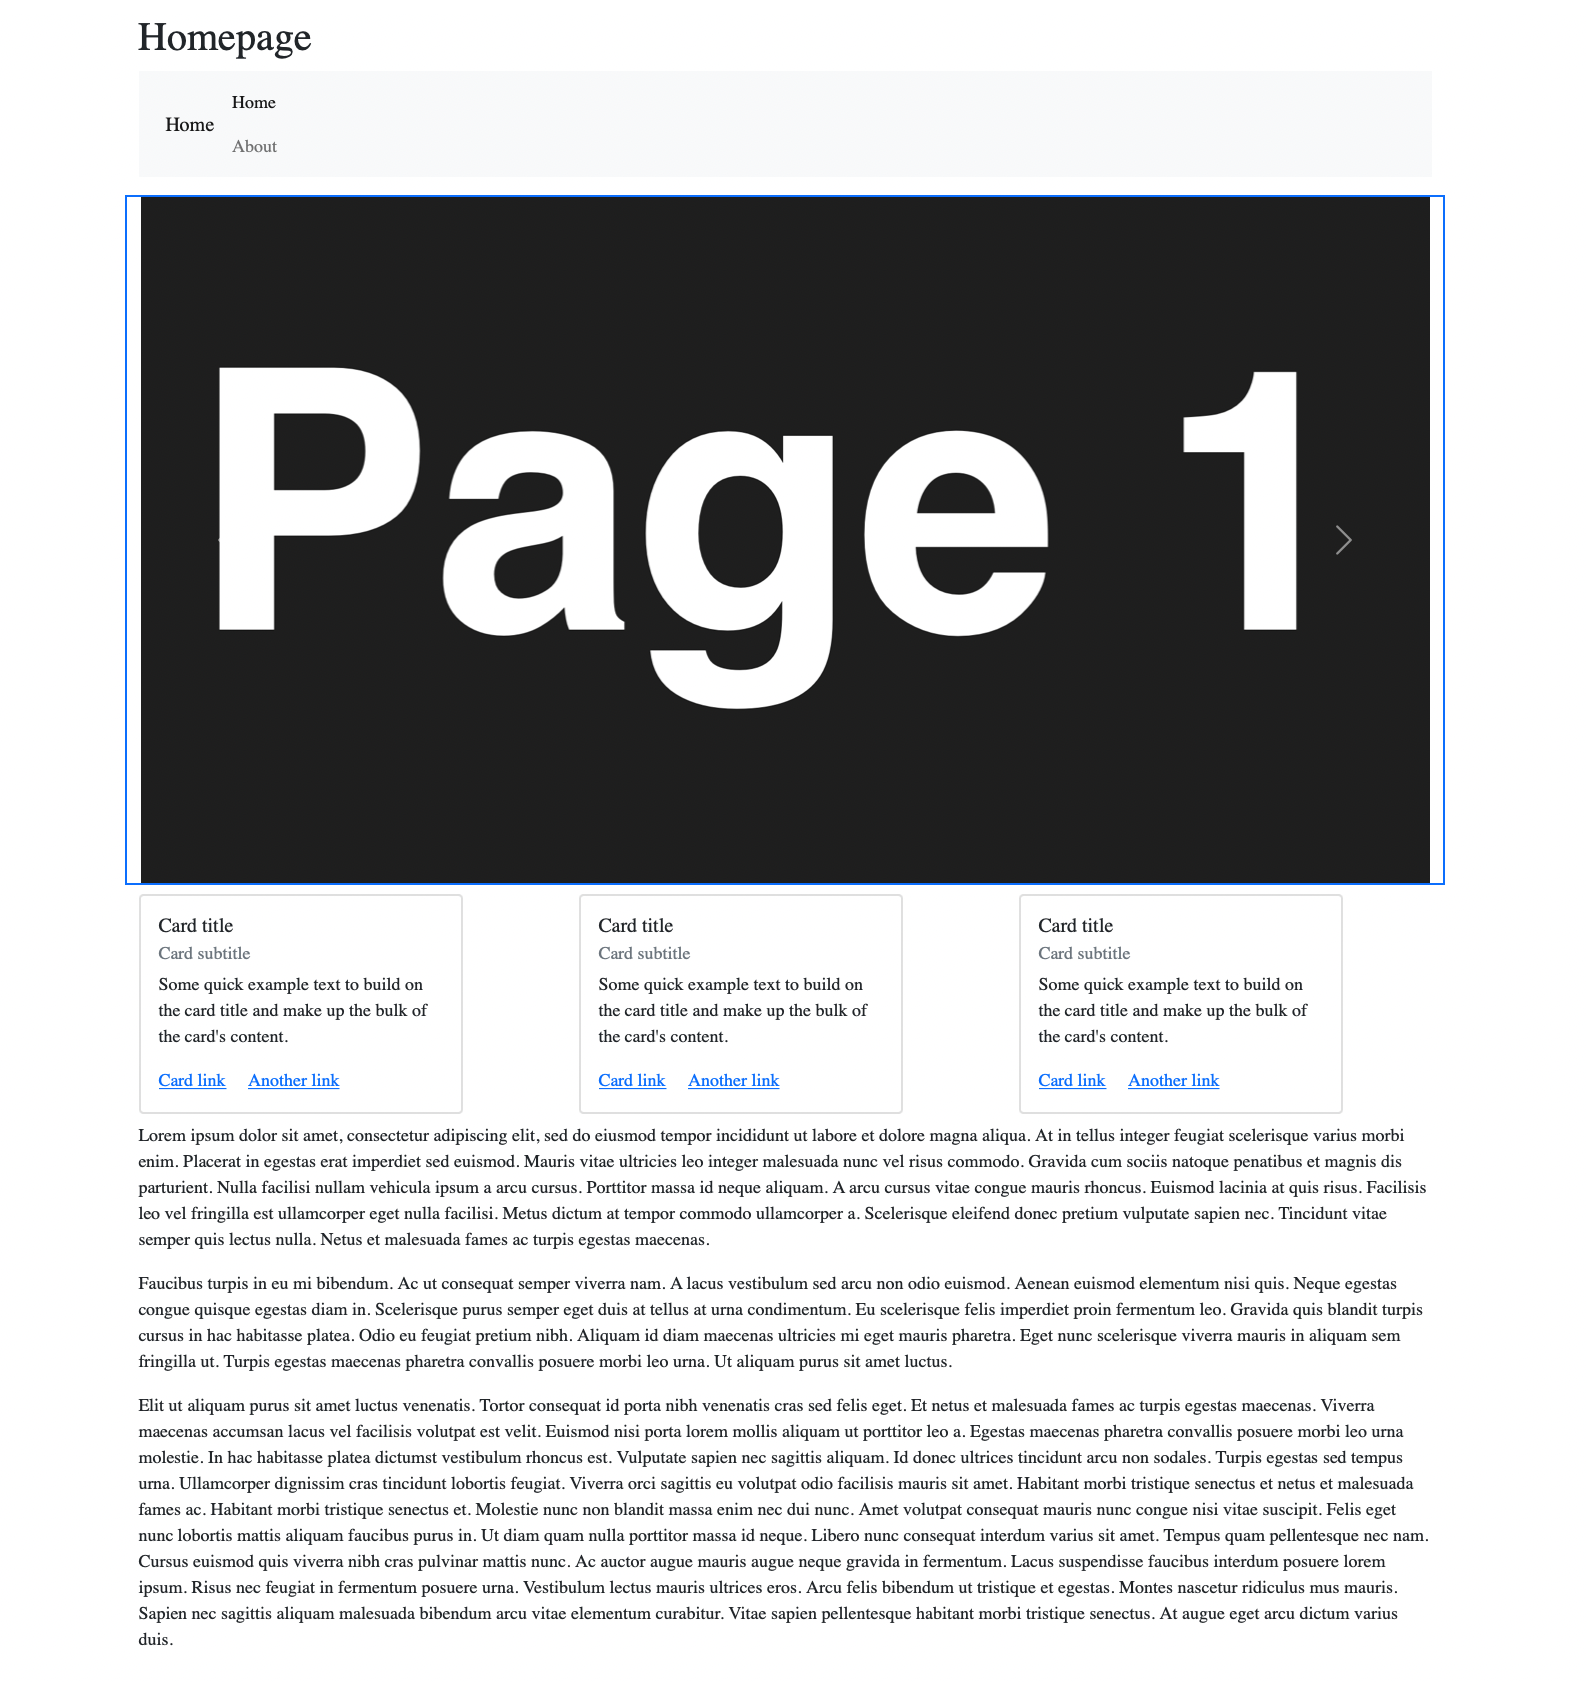 Homepage
Home
Home
About
Page 1
Card title
Card subtitle
Some quick example text to build on
the card title and make up the bulk of
the card's content.
Card link Another link
Card title
Card subtitle
Some quick example text to build on
the card title and make up the bulk of
the card's content.
Card link Another link
Card title
Card subtitle
Some quick example text to build on
the card title and make up the bulk of
the card's content.
Card link Another link
Lorem ipsum dolor sit amet, consectetur adipiscing elit, sed do eiusmod tempor incididunt ut labore et dolore magna aliqua. At in tellus integer feugiat scelerisque varius morbi
enim. Placerat in egestas erat imperdiet sed euismod. Mauris vitae ultricies leo integer malesuada nunc vel risus commodo. Gravida cum sociis natoque penatibus et magnis dis
parturient. Nulla facilisi nullam vehicula ipsum a arcu cursus. Porttitor massa id neque aliquam. A arcu cursus vitae congue mauris rhoncus. Euismod lacinia at quis risus. Facilisis
leo vel fringilla est ullamcorper eget nulla facilisi. Metus dictum at tempor commodo ullamcorper a. Scelerisque eleifend donec pretium vulputate sapien nec. Tincidunt vitae
semper quis lectus nulla. Netus et malesuada fames ac turpis egestas maecenas.
Faucibus turpis in eu mi bibendum. Ac ut consequat semper viverra nam. A lacus vestibulum sed arcu non odio euismod. Aenean euismod elementum nisi quis. Neque egestas
congue quisque egestas diam in. Scelerisque purus semper eget duis at tellus at urna condimentum. Eu scelerisque felis imperdiet proin fermentum leo. Gravida quis blandit turpis
cursus in hac habitasse platea. Odio eu feugiat pretium nibh. Aliquam id diam maecenas ultricies mi eget mauris pharetra. Eget nunc scelerisque viverra mauris in aliquam sem
fringilla ut. Turpis egestas maecenas pharetra convallis posuere morbi leo urna. Ut aliquam purus sit amet luctus.
Elit ut aliquam purus sit amet luctus venenatis. Tortor consequat id porta nibh venenatis cras sed felis eget. Et netus et malesuada fames ac turpis egestas maecenas. Viverra
maecenas accumsan lacus vel facilisis volutpat est velit. Euismod nisi porta lorem mollis aliquam ut porttitor leo a. Egestas maecenas pharetra convallis posuere morbi leo urna
molestie. In hac habitasse platea dictumst vestibulum rhoncus est. Vulputate sapien nec sagittis aliquam. Id donec ultrices tincidunt arcu non sodales. Turpis egestas sed tempus
urna. Ullamcorper dignissim cras tincidunt lobortis feugiat. Viverra orci sagittis eu volutpat odio facilisis mauris sit amet. Habitant morbi tristique senectus et netus et malesuada
fames ac. Habitant morbi tristique senectus et. Molestie nunc non blandit massa enim nec dui nunc. Amet volutpat consequat mauris nunc congue nisi vitae suscipit. Felis eget
nunc lobortis mattis aliquam faucibus purus in. Ut diam quam nulla porttitor massa id neque. Libero nunc consequat interdum varius sit amet. Tempus quam pellentesque nec nam.
Cursus euismod quis viverra nibh cras pulvinar mattis nunc. Ac auctor augue mauris augue neque gravida in fermentum. Lacus suspendisse faucibus interdum posuere lorem
ipsum. Risus nec feugiat in fermentum posuere urna. Vestibulum lectus mauris ultrices eros. Arcu felis bibendum ut tristique et egestas. Montes nascetur ridiculus mus mauris.
Sapien nec sagittis aliquam malesuada bibendum arcu vitae elementum curabitur. Vitae sapien pellentesque habitant morbi tristique senectus. At augue eget arcu dictum varius
duis.